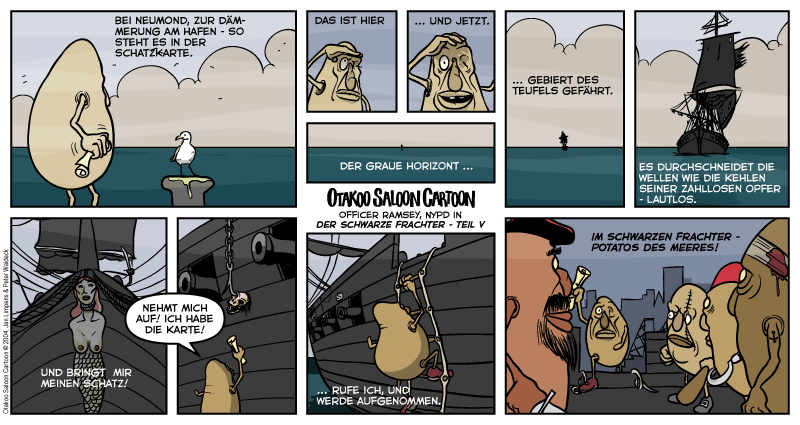 BEI NEUMOND, ZUR DÄM-
MERUNG AM HAFEN - SO
STEHT ES IN DER
SCHATZKARTE.
DAS IST HIER
... UND JETZT.
DER GRAUE HORIZONT ...
... GEBIERT DES
TEUFELS GEFÄHRT.
ES DURCHSCHNEIDET DIE
WELLEN WIE DIE KEHLEN
SEINER ZAHLLOSEN OPFER
- LAUTLOS.
OTAKOO SALOON CARTOON
OFFICER RAMSEY, NYPD IN
DER SCHWARZE FRACHTER - TEIL V
UND BRINGT MIR
MEINEN SCHATZ!
NEHMT MICH
AUF! ICH HABE
DIE KARTE!
... RUFE ICH, UND
WERDE AUFGENOMMEN.
IM SCHWARZEN FRACHTER -
POTATOS DES MEERES!
Otakoo Saloon Cartoon © 2004 Jan Limpens & Peter Waldeck